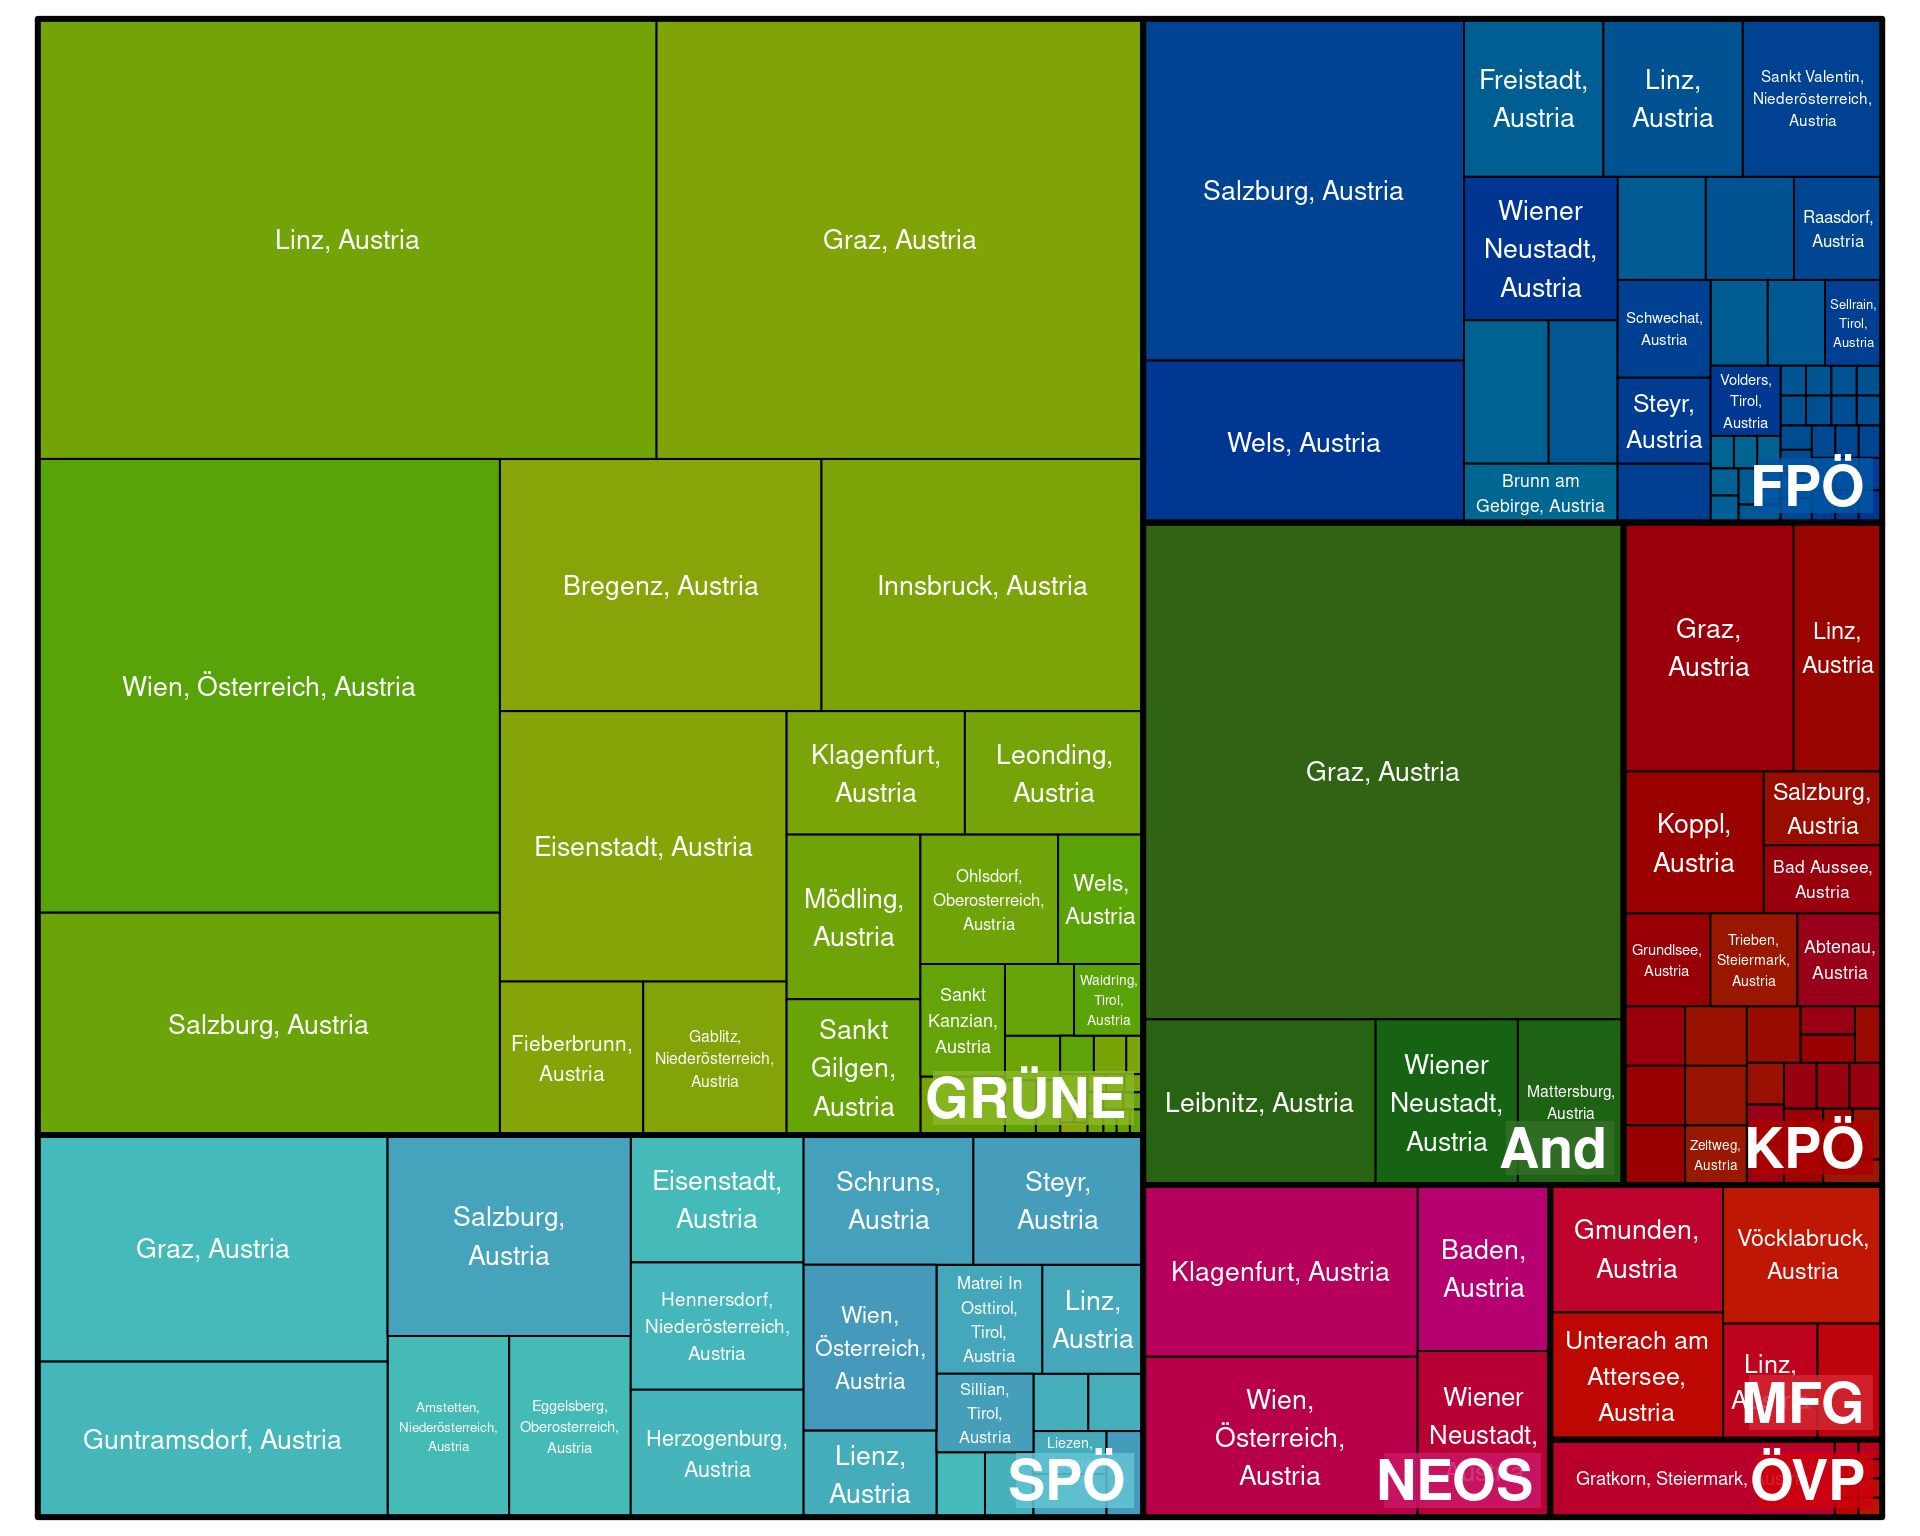 Linz, Austria
Graz, Austria
Wien, Österreich, Austria
Bregenz, Austria
Innsbruck, Austria
Eisenstadt, Austria
Klagenfurt,
Austria
Leonding,
Austria
Mödling,
Austria
Ohlsdorf,
Oberosterreich,
Austria
Wels,
Austria
Salzburg, Austria
Fieberbrunn,
Austria
Gablitz,
Niederösterreich,
Austria
Sankt
Gilgen,
Austria
Sankt
Kanzian,
Austria
Waidring,
Tirol,
Austria
GRÜNE
Salzburg, Austria
Wels, Austria
Freistadt,
Austria
Linz,
Austria
Sankt Valentin,
Niederösterreich,
Austria
Wiener
Neustadt,
Austria
Raasdorf,
Austria
Schwechat,
Austria
Sellrain,
Tirol,
Austria
Steyr,
Austria
Volders,
Tirol,
Austria
Brunn am
Gebirge, Austria
FPÖ
Graz, Austria
Leibnitz, Austria
Wiener
Neustadt,
Austria
Mattersburg,
Austria
And
Graz,
Austria
Linz,
Austria
Koppl,
Austria
Salzburg,
Austria
Bad Aussee,
Austria
Grundlsee,
Austria
Trieben,
Steiermark,
Austria
Abtenau,
Austria
Zeltweg,
Austria
KPÖ
Graz, Austria
Guntramsdorf, Austria
Salzburg,
Austria
Amstetten,
Niederösterreich,
Austria
Eggelsberg,
Oberosterreich,
Austria
Eisenstadt,
Austria
Hennersdorf,
Niederösterreich,
Austria
Herzogenburg,
Austria
Schruns,
Austria
Steyr,
Austria
Wien,
Österreich,
Austria
Matrei In
Osttirol,
Tirol,
Austria
Linz,
Austria
Sillian,
Tirol,
Austria
Lienz,
Austria
Liezen,
SPÖ
Klagenfurt, Austria
Baden,
Austria
Wien,
Österreich,
Austria
Wiener
Neustadt,
Austria
NEOS
Gmunden,
Austria
Vöcklabruck,
Austria
Unterach am
Attersee,
Austria
Linz,
MFG
Gratkorn, Steiermark,
ÖVP